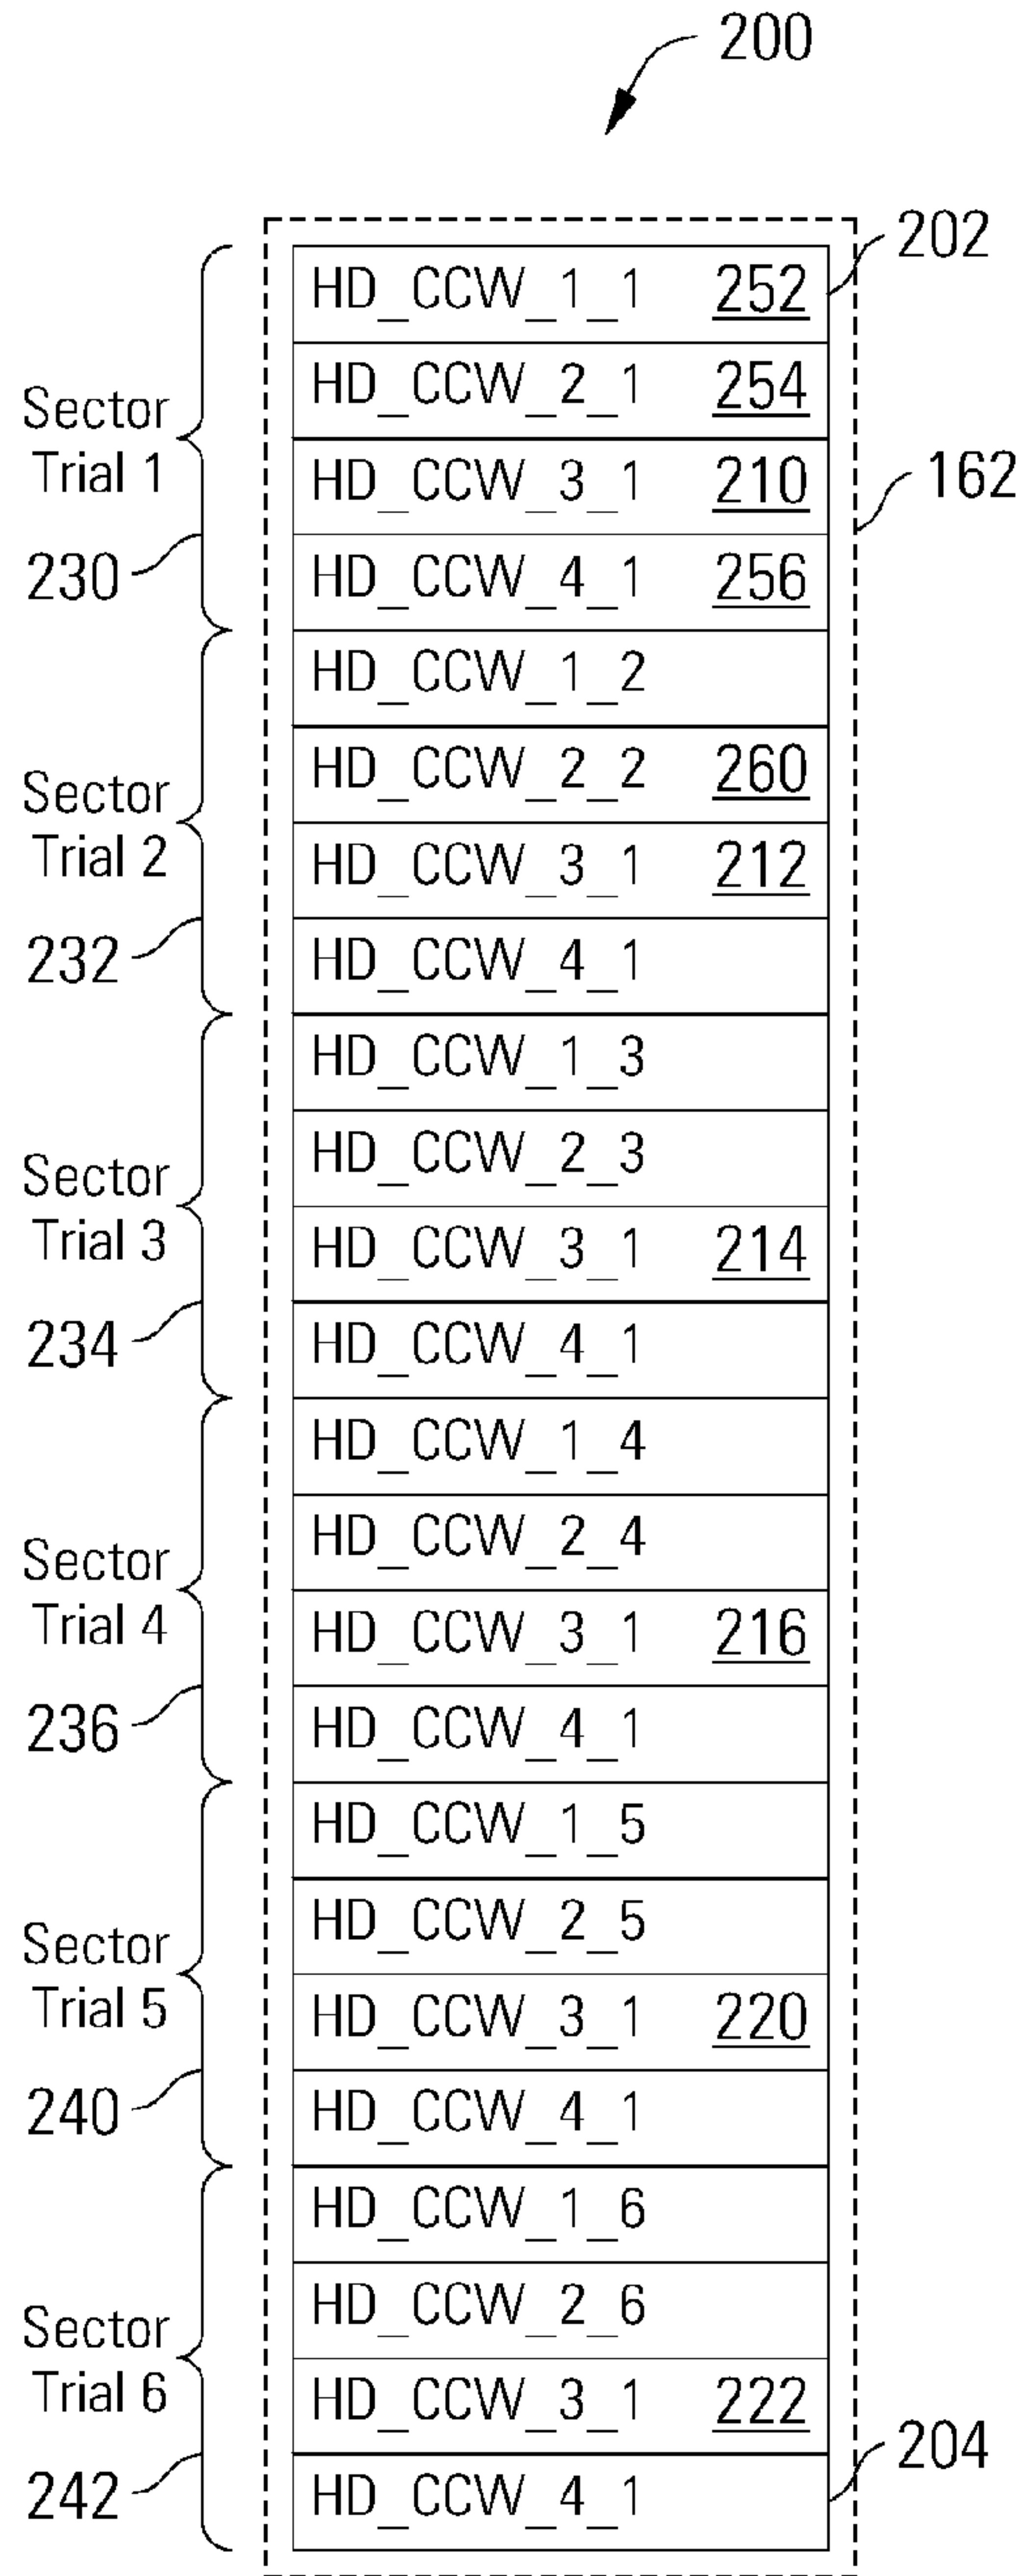 200
202
HD_CCW_1_1 252
HD_CCW_2_1 254
Sector
Trial 1
HD_CCW_3_1 210
162
HD_CCW_4_1 256
230
HD_CCW_1_2
HD_CCW_2_2 260
Sector
Trial 2
HD_CCW_3_1 212
HD_CCW_4_1
232
HD_CCW_1_3
HD_CCW_2_3
Sector
Trial 3
HD_CCW_3_1 214
HD_CCW_4_1
234
HD_CCW_1_4
HD_CCW_2_4
Sector
Trial 4
HD_CCW_3_1 216
HD_CCW_4_1
236
HD_CCW_1_5
HD_CCW_2_5
Sector
Trial 5
HD_CCW_3_1 220
HD_CCW_4_1
240
HD_CCW_1_6
HD_CCW_2_6
Sector
Trial 6
HD_CCW_3_1 222
204
HD_CCW_4_1
242